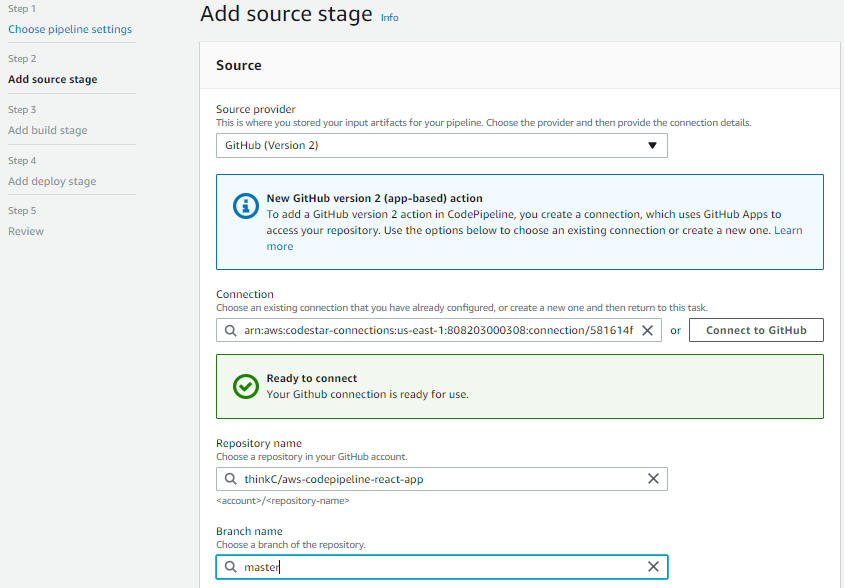 Step 1
Choose pipeline settings
Step 2
Add source stage
Step 3
Add build stage
Step 4
Add deploy stage
Step 5
Review
Add source stage Info
Source
Source provider
This is where you stored your input artifacts for your pipeline. Choose the provider and then provide the connection details.
GitHub (Version 2)
New GitHub version 2 (app-based) action
To add a GitHub version 2 action in CodePipeline, you create a connection, which uses GitHub Apps to
access your repository. Use the options below to choose an existing connection or create a new one. Learn
more
Connection
Choose an existing connection that you have already configured, or create a new one and then return to this task.
arn:aws:codestar-connections:us-east-1:808203000308:connection/581614f or Connect to GitHub
Ready to connect
Your Github connection is ready for use.
Repository name
Choose a repository in your GitHub account.
thinkC/aws-codepipeline-react-app
<account>/<repository-name>
Branch name
Choose a branch of the repository.
master